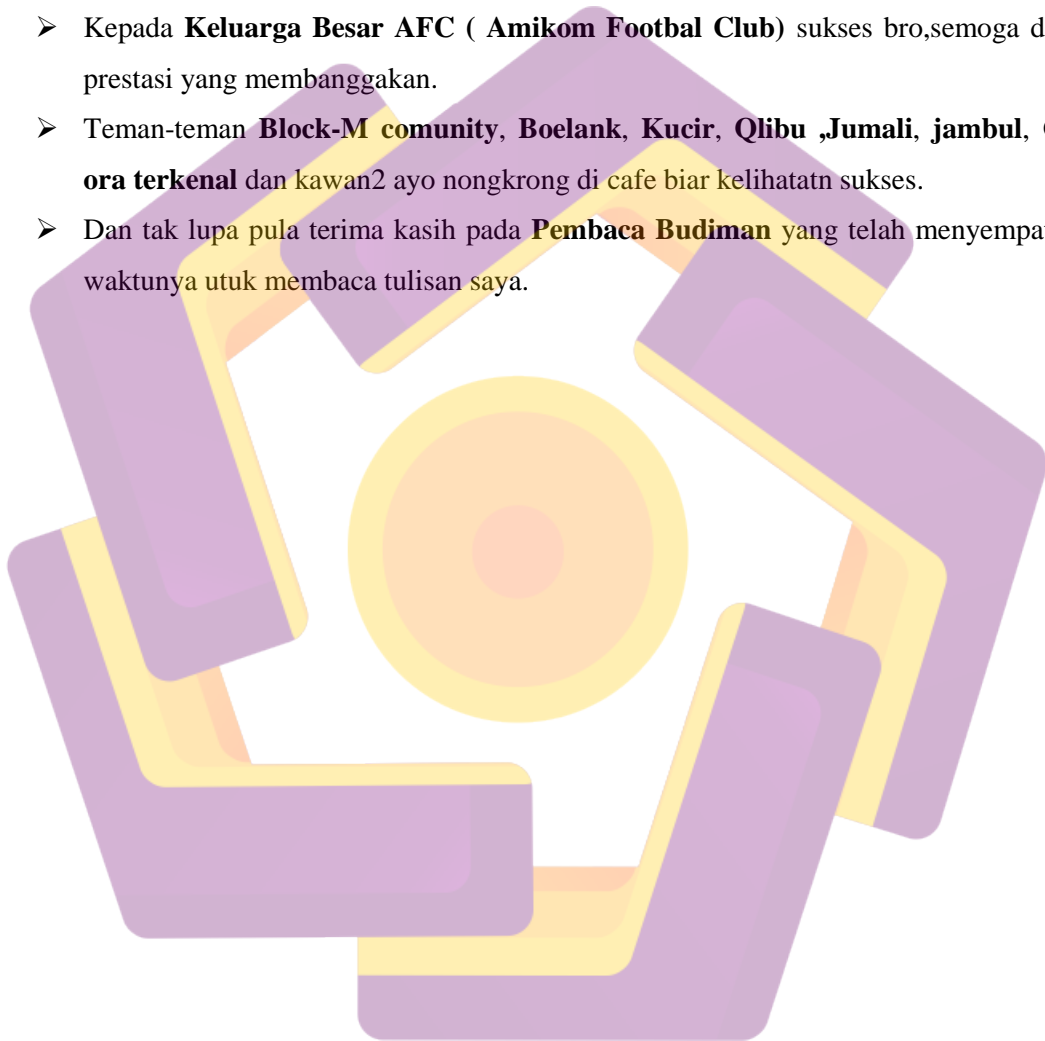 ➢ Kepada Keluarga Besar AFC ( Amikom Footbal Club) sukses bro,semoga
prestasi yang membanggakan.
➢ Teman-teman Block-M comunity, Boelank, Kucir, Qlibu ,Jumali, jambul,
ora terkenal dan kawan2 ayo nongkrong di cafe biar kelihatatn sukses.
➢ Dan tak lupa pula terima kasih pada Pembaca Budiman yang telah
waktunya utuk membaca tulisan saya.